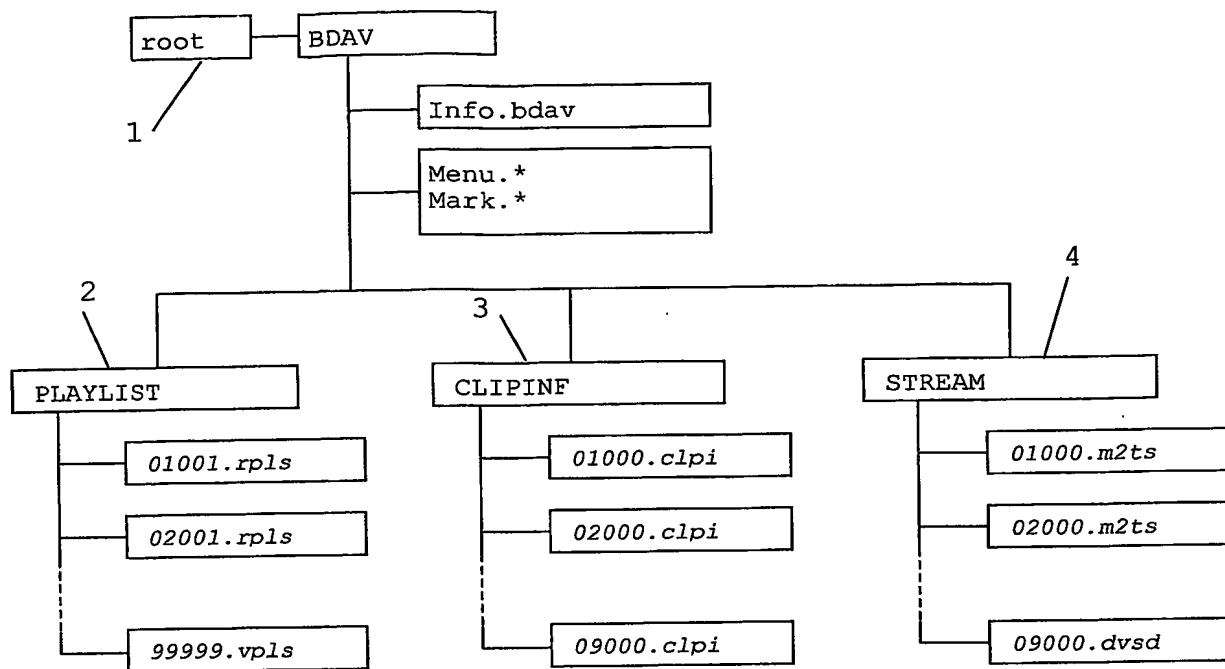 root
BDAV
1
Info.bdav
Menu.*
Mark.*
2
3
4
PLAYLIST
CLIPINF
STREAM
01001.rpls
01000.clpi
01000.m2ts
02001.rpls
02000.clpi
02000.m2ts
99999.vpls
09000.clpi
09000.dvsd